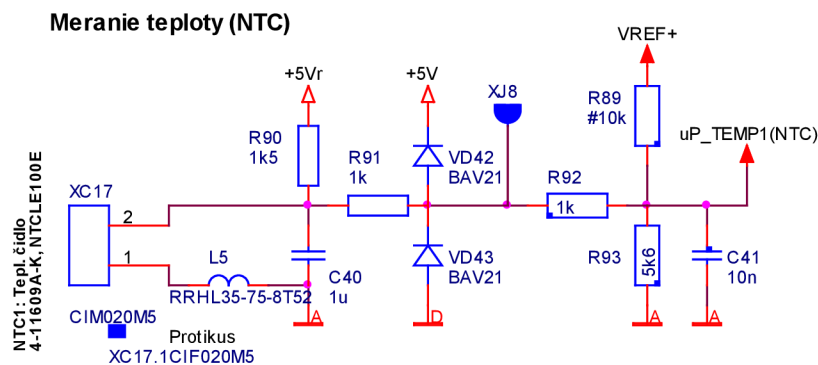 Meranie teploty (NTC)
VREF+
+5Vr
+5V
XJ8
R89
#10k
uP_TEMP1(NTC)
R90
1k5
R91
1k
VD42
BAV21
R92
1k
XC17
2
1
L5
RRHL35-75-8T52
C40
1u
VD43
BAV21
R93
5k6
C41
10n
A
D
A
A
CIM020M5
Protikus
XC17.1CIF020M5
NTC1: Tepl. čidlo
4-11609A-K, NTCLE100E